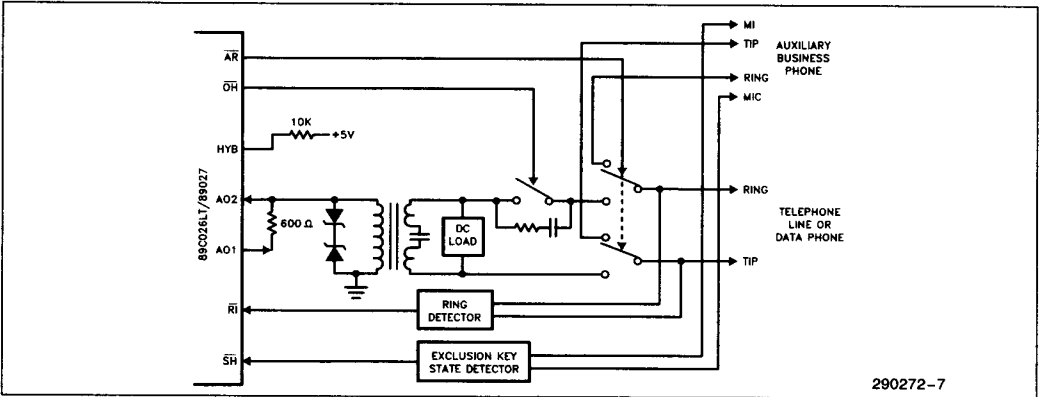 MI
TIP
AUXILIARY
BUSINESS
PHONE
RING
MIC
AR
OH
10K
+5V
HYB
89C026LT/89027
AO2
600 Ω
AO1
DC
LOAD
RING
TELEPHONE
LINE OR
DATA PHONE
TIP
RI
RING
DETECTOR
SH
EXCLUSION KEY
STATE DETECTOR
290272-7